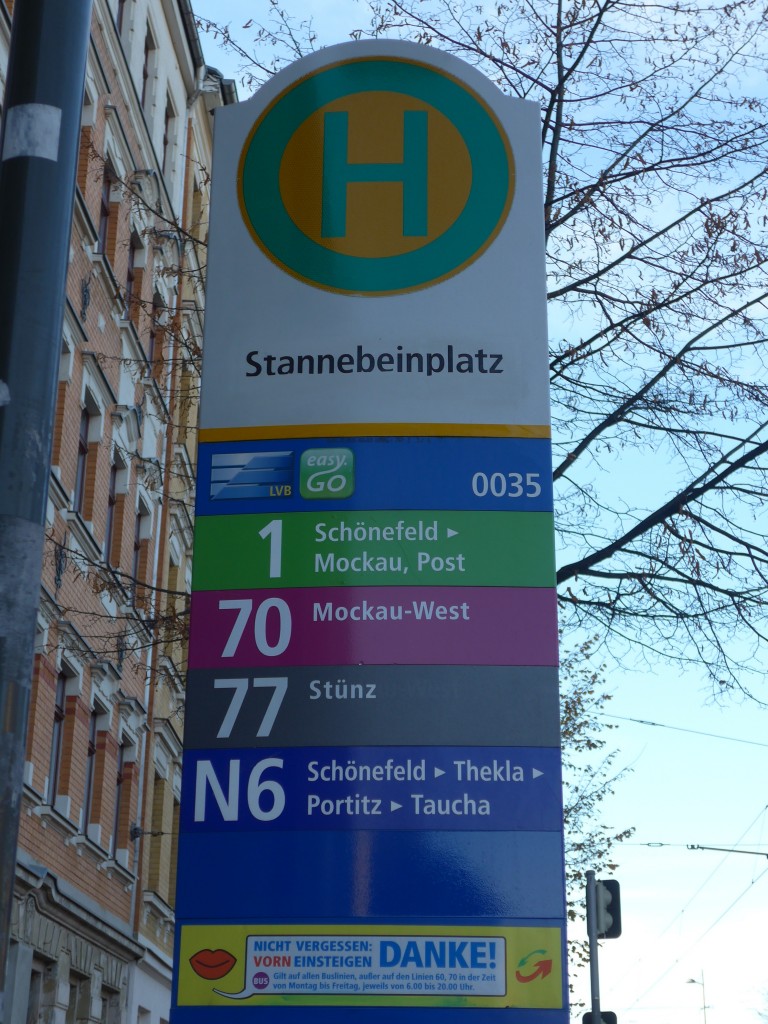 H
Stannebeinplatz
LVB
easy.
GO
0035
1 Schönefeld ▸
Mockau, Post
70 Mockau-West
77 Stünz
N6 Schönefeld ▸ Thekla ▸
Portitz ▸ Taucha
NICHT VERGESSEN:
VORN EINSTEIGEN DANKE!
BUS Gilt auf allen Buslinien, außer auf den Linien 60, 70 in der Zeit
von Montag bis Freitag, jeweils von 6.00 bis 20.00 Uhr.